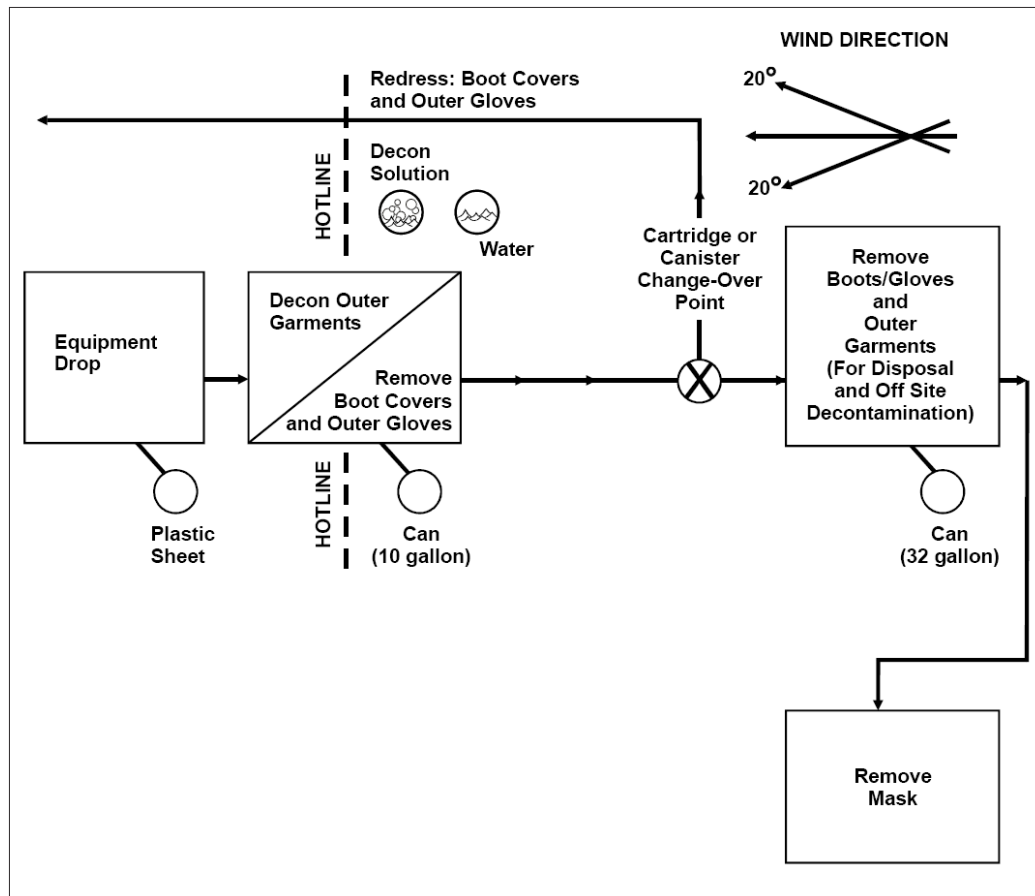 WIND DIRECTION
20°
20°
Redress: Boot Covers
and Outer Gloves
HOTLINE
Decon
Solution
Water
Cartridge or
Canister
Change-Over
Point
Equipment
Drop
Decon Outer
Garments
Remove
Boot Covers
and Outer Gloves
Remove
Boots/Gloves
and
Outer
Garments
(For Disposal
and Off Site
Decontamination)
Plastic
Sheet
HOTLINE
Can
(10 gallon)
Can
(32 gallon)
Remove
Mask